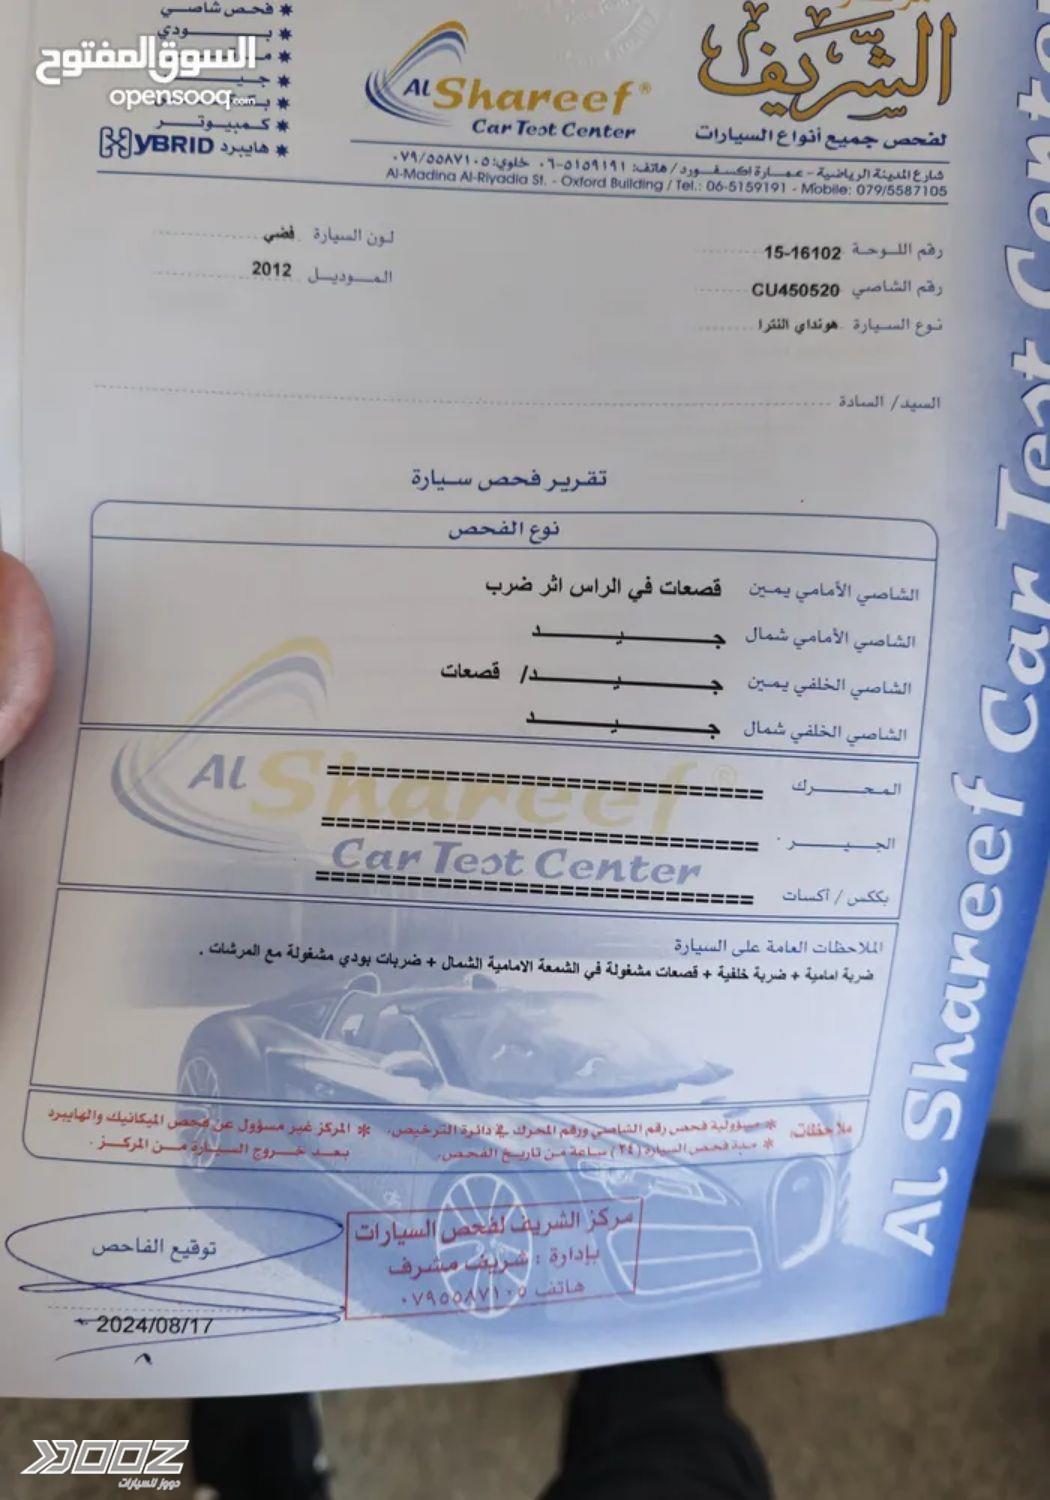 السوق المفتوح
opensooq.com
* فحص شاصي
* كمبيوتر
* هايبرد HYBRID
AL Shareef®
Car Test Center
الشريف
لفحص جميع أنواع السيارات
شارع المدينة الرياضية - عمارة اكسفورد / هاتف: ٥١٥٩١٩١-٠٦ خلوي: ٠٧٩/٥٥٨٧١٠٥
Al-Madina Al-Riyadia St. - Oxford Building / Tel.: 06-5159191 - Mobile: 079/5587105
رقم اللوحة 15-16102
لون السيارة فضي
رقم الشاصي CU450520
الموديل 2012
نوع السيارة هونداي النترا
السيد/ السادة
تقرير فحص سيارة
نوع الفحص
الشاصي الأمامي يمين قصعات في الراس اثر ضرب
الشاصي الأمامي شمال جيد
الشاصي الخلفي يمين جيد/ قصعات
الشاصي الخلفي شمال جيد
المحرك
الجير
بككس / أكسات
AL Shareef®
Car Test Center
الملاحظات العامة على السيارة
ضربة امامية + ضربة خلفية + قصعات مشغولة في الشمعة الامامية الشمال + ضربات بودي مشغولة مع المرشات .
ملاحظات: * مسؤولية فحص رقم الشاصي ورقم المحرك في دائرة الترخيص. * المركز غير مسؤول عن فحص الميكانيك والهايبرد
* مدة فحص السيارة (٢٤) ساعة من تاريخ الفحص. بعد خروج السيارة من المركز .
مركز الشريف لفحص السيارات
بإدارة : شريف مشرف
هاتف ٠٧٩٥٥٨٧١٠٥
توقيع الفاحص
2024/08/17
Al Shareef Car Test Center
DOOZ
دووز للسيارات